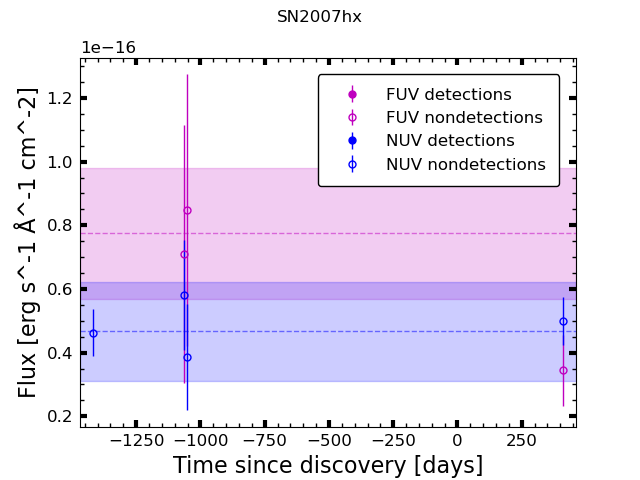 SN2007hx
1e−16
FUV detections
FUV nondetections
NUV detections
NUV nondetections
1.2
1.0
0.8
0.6
0.4
0.2
Flux [erg s^-1 Å^-1 cm^-2]
−1250 −1000 −750 −500 −250 0 250
Time since discovery [days]